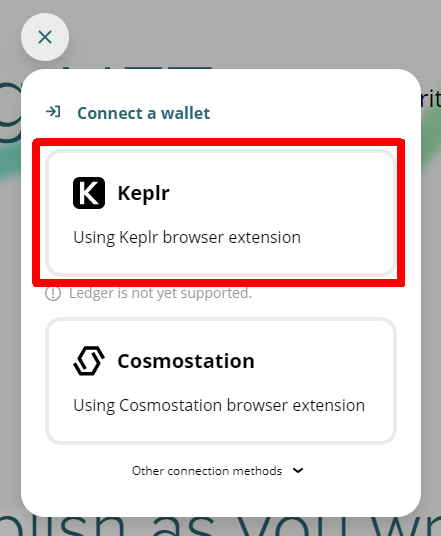 Connect a wallet
Keplr
Using Keplr browser extension
Ledger is not yet supported.
Cosmostation
Using Cosmostation browser extension
Other connection methods